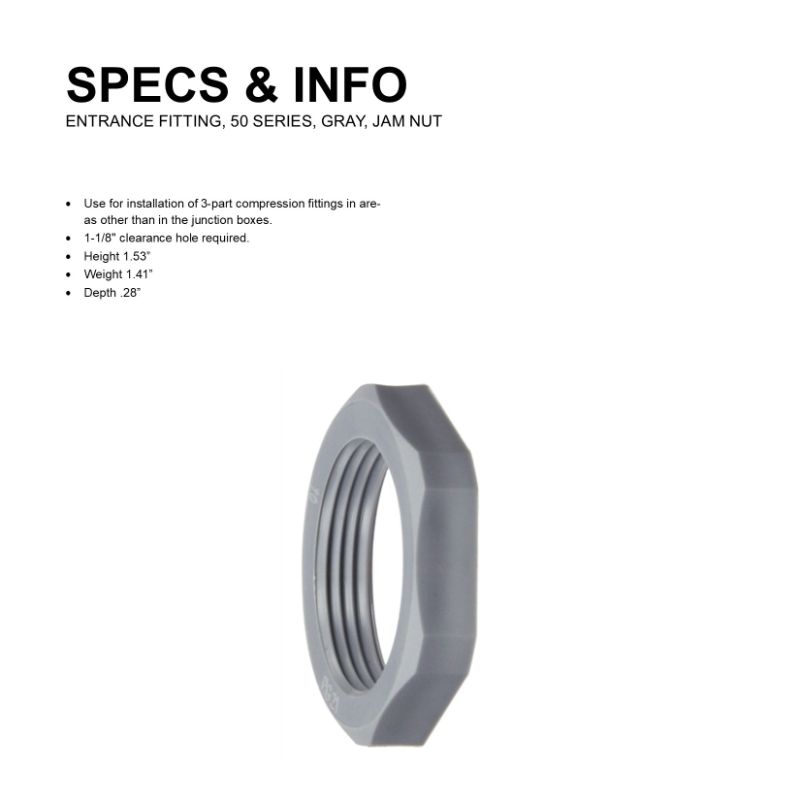 SPECS & INFO
ENTRANCE FITTING, 50 SERIES, GRAY, JAM NUT
• Use for installation of 3-part compression fittings in are-
as other than in the junction boxes.
• 1-1/8" clearance hole required.
• Height 1.53”
• Weight 1.41”
• Depth .28”